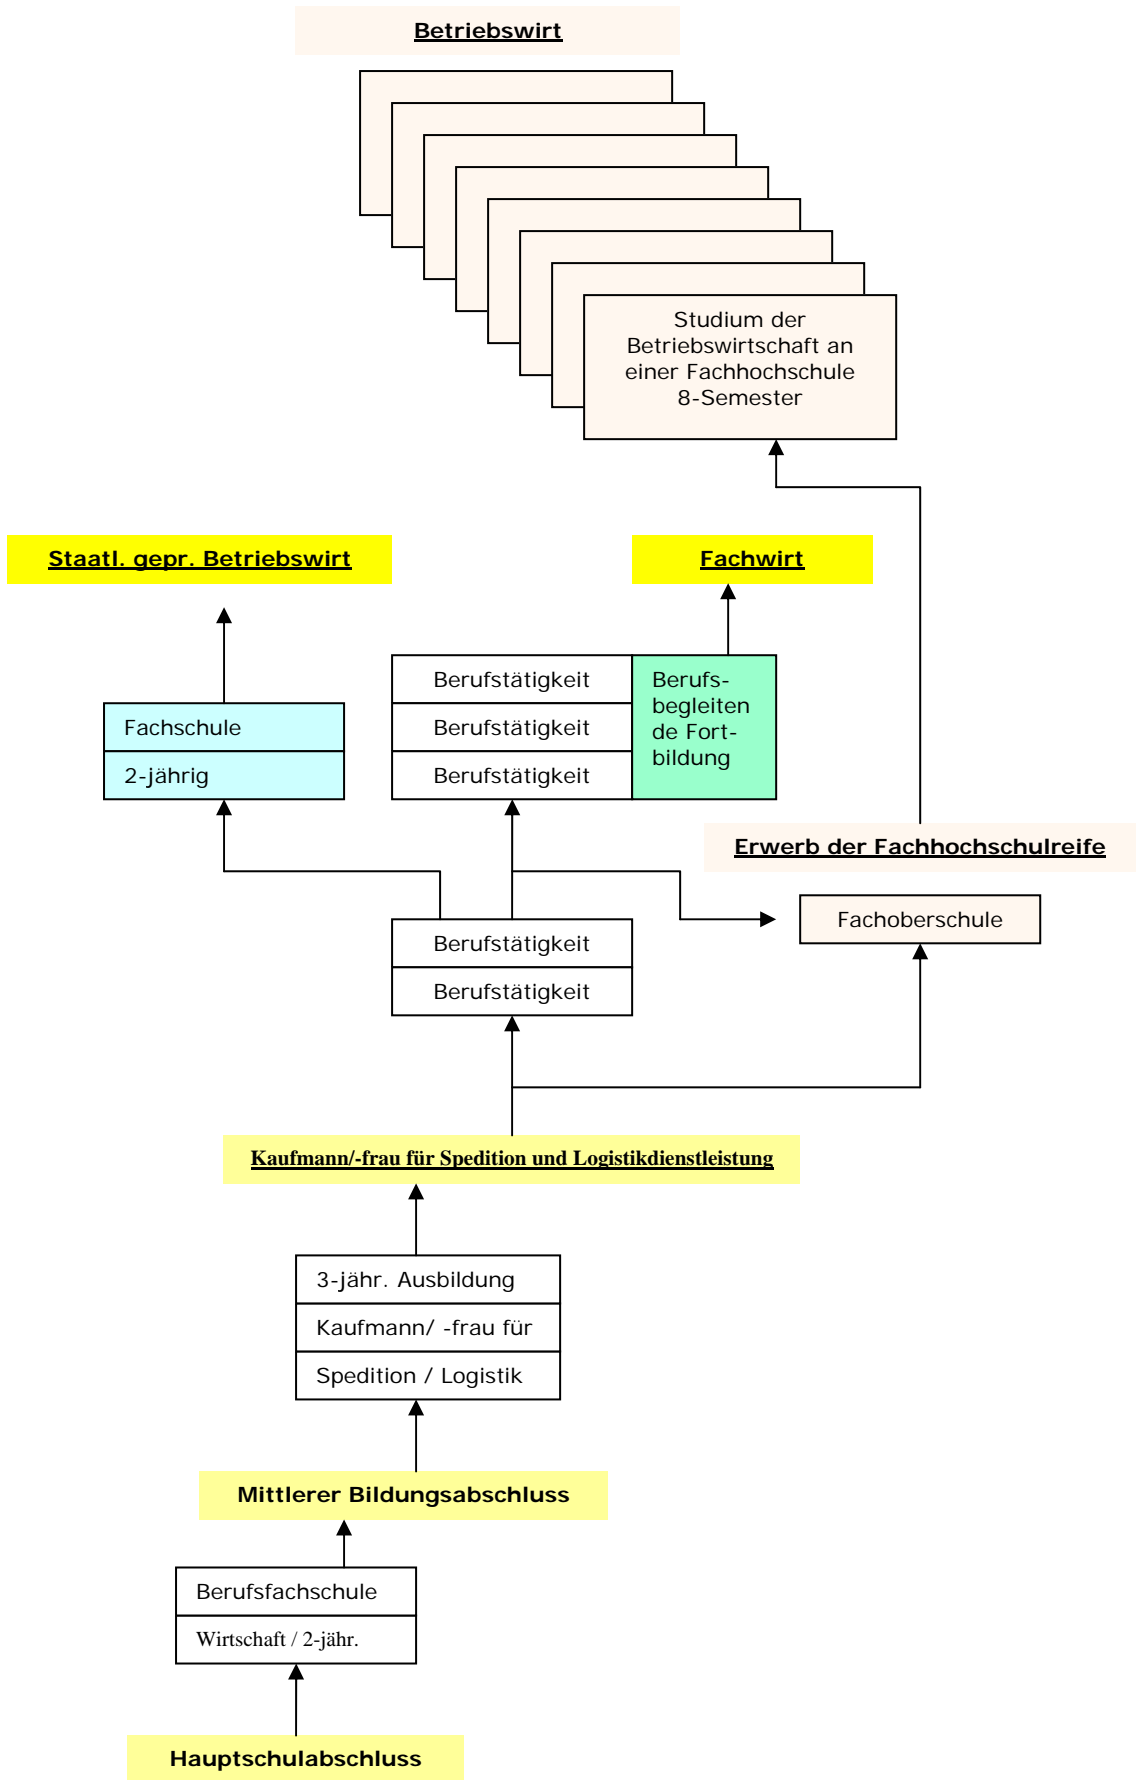 Betriebswirt
Studium der
Betriebswirtschaft an
einer Fachhochschule
8-Semester
Staatl. gepr. Betriebswirt
Fachwirt
Berufstätigkeit
Berufstätigkeit
Berufstätigkeit
Berufs-
begleiten
de Fort-
bildung
Fachschule
2-jährig
Erwerb der Fachhochschulreife
Fachoberschule
Berufstätigkeit
Berufstätigkeit
Kaufmann/-frau für Spedition und Logistikdienstleistung
3-jähr. Ausbildung
Kaufmann/ -frau für
Spedition / Logistik
Mittlerer Bildungsabschluss
Berufsfachschule
Wirtschaft / 2-jähr.
Hauptschulabschluss